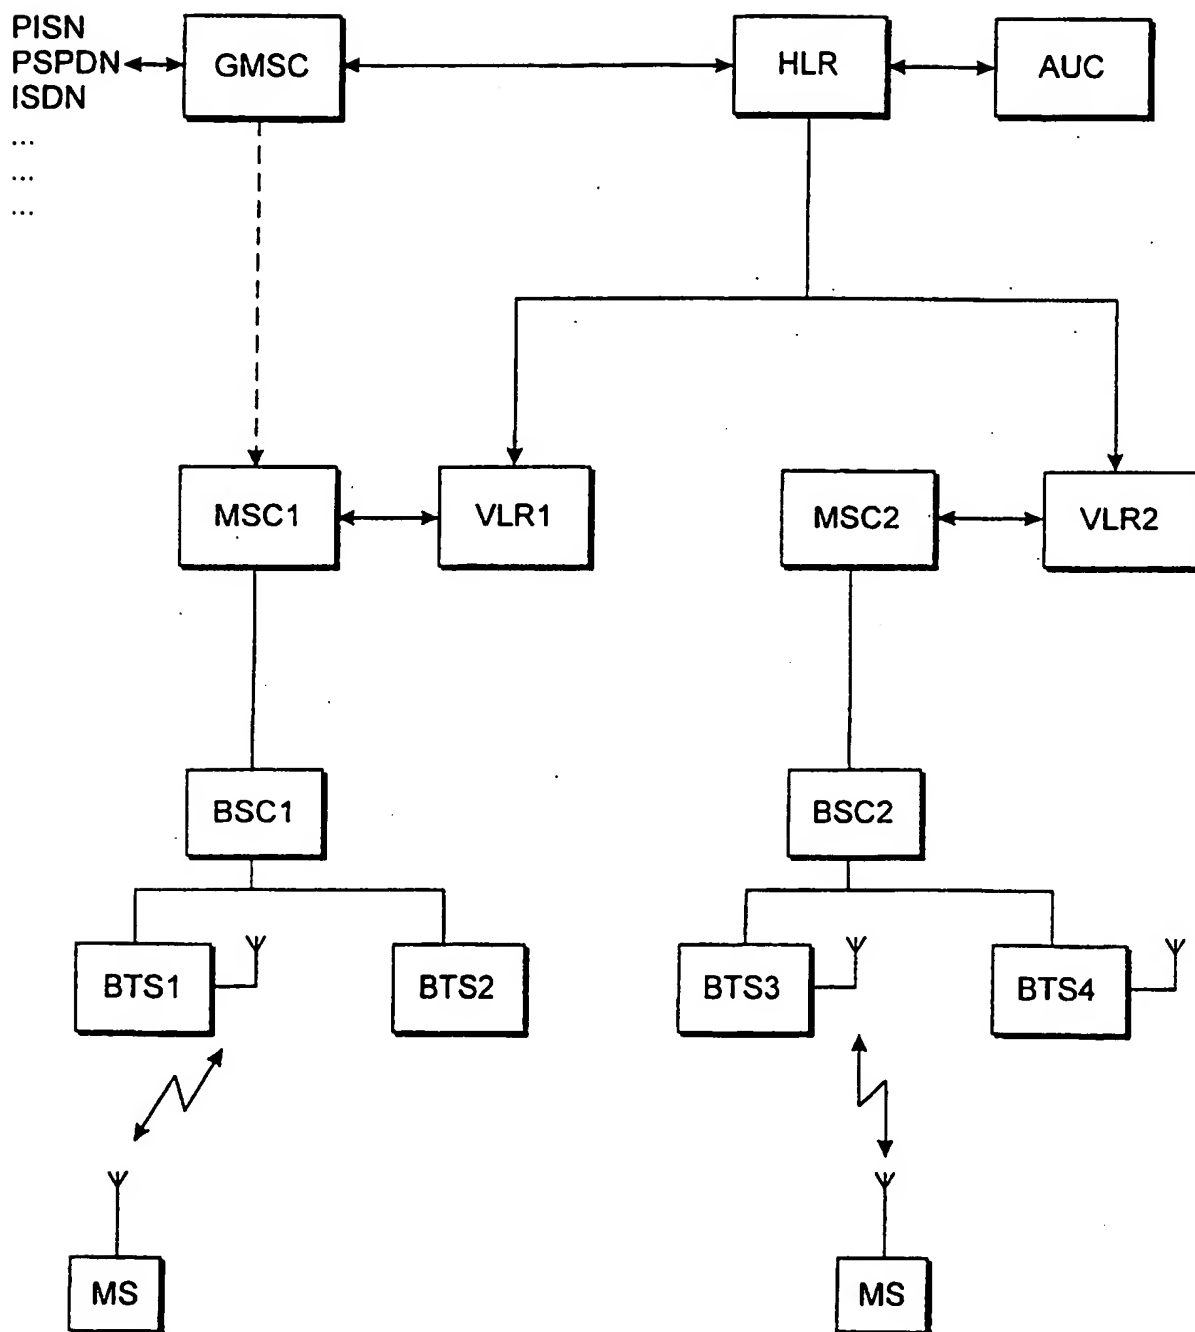 PISN
PSPDN
ISDN
...
...
...
GMSC
HLR
AUC
MSC1
VLR1
MSC2
VLR2
BSC1
BSC2
BTS1
BTS2
BTS3
BTS4
MS
MS